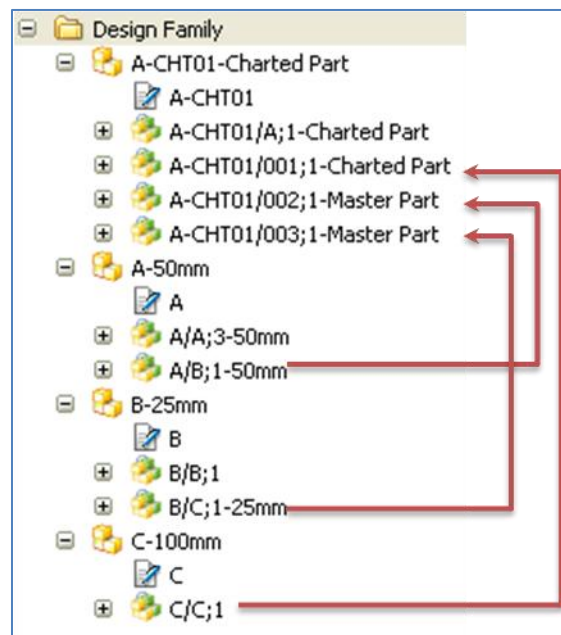 Design Family
A-CHT01-Charted Part
A-CHT01
A-CHT01/A;1-Charted Part
A-CHT01/001;1-Charted Part
A-CHT01/002;1-Master Part
A-CHT01/003;1-Master Part
A-50mm
A
A/A;3-50mm
A/B;1-50mm
B-25mm
B
B/B;1
B/C;1-25mm
C-100mm
C
C/C;1